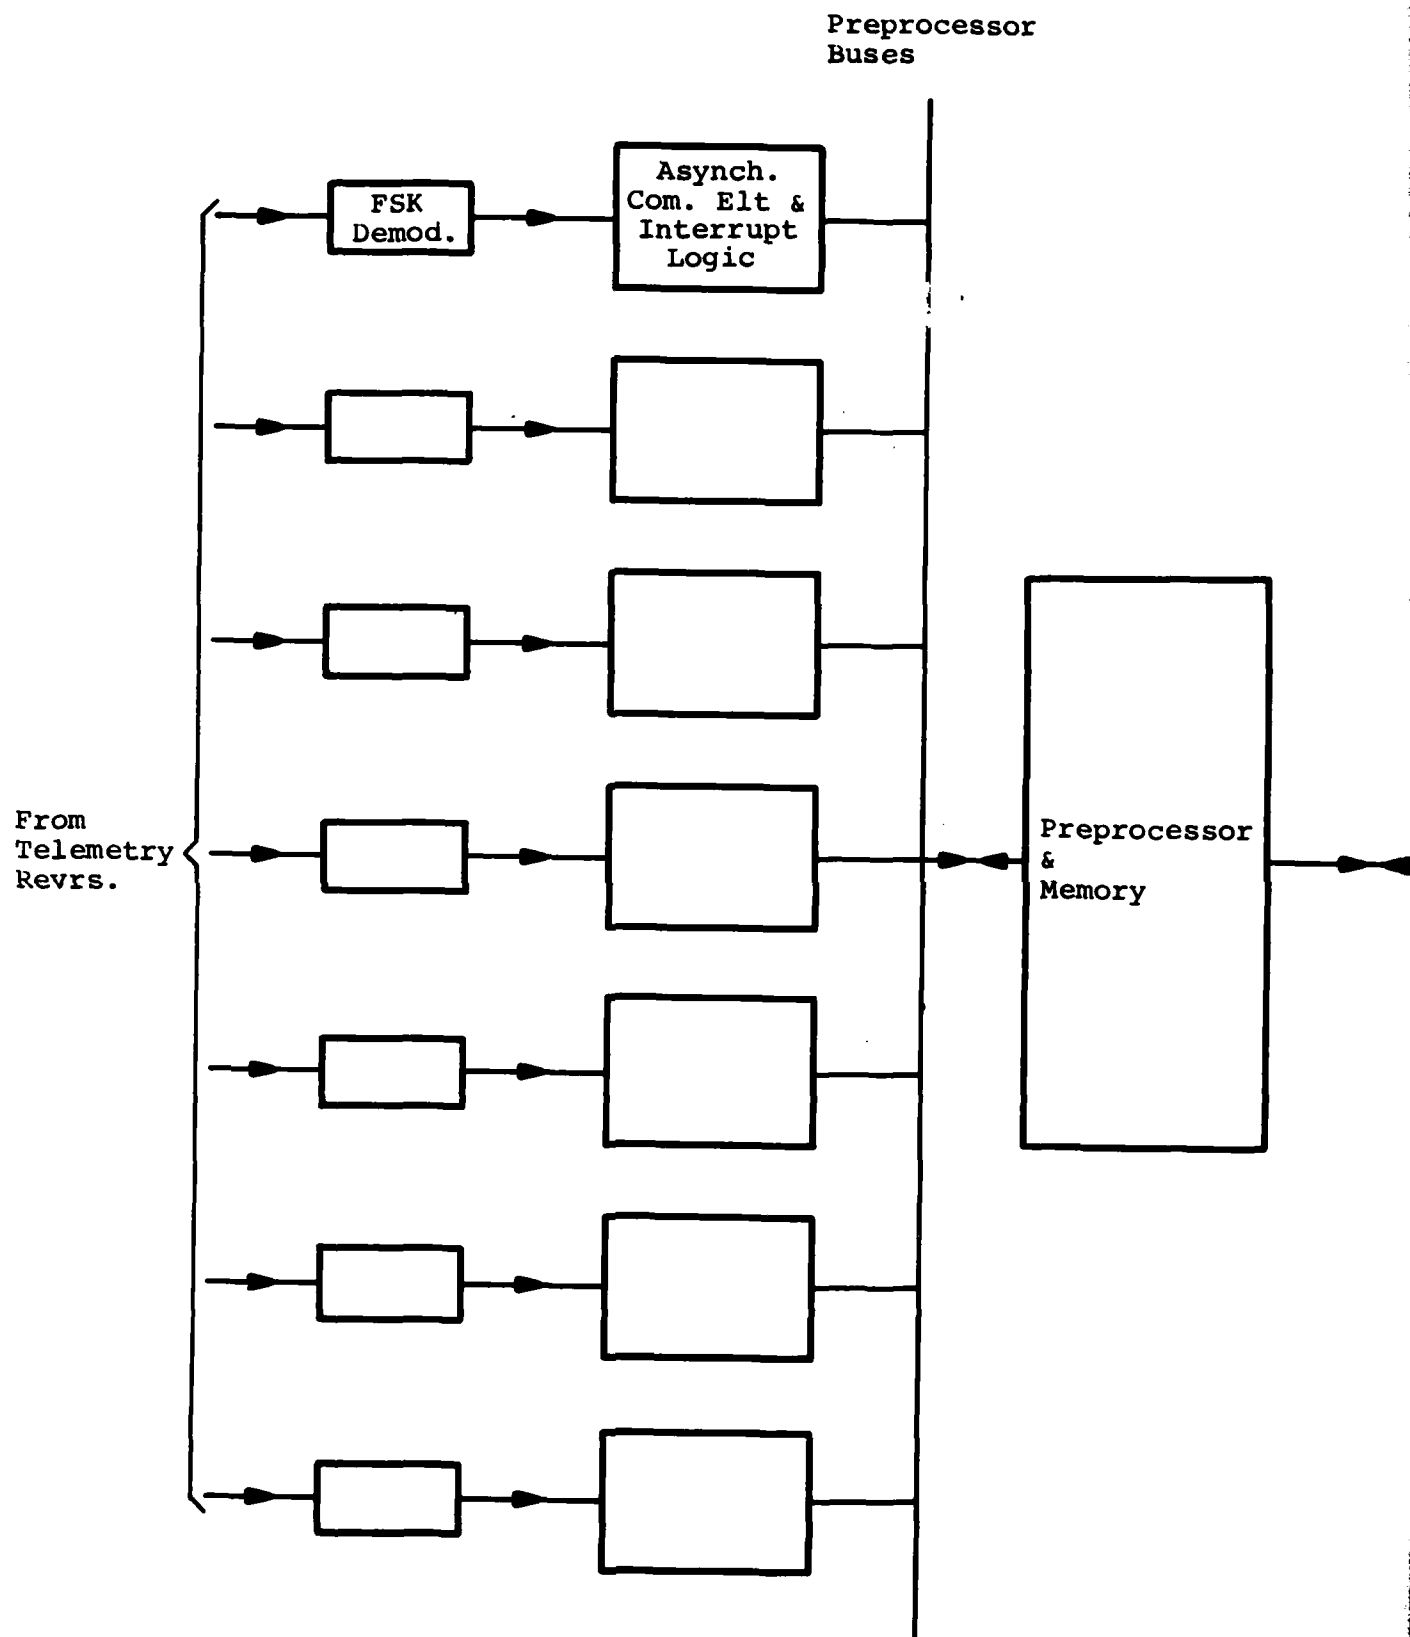 Preprocessor
Buses
FSK
Demod.
Asynch.
Com. Elt &
Interrupt
Logic
From
Telemetry
Revrs.
Preprocessor
&
Memory